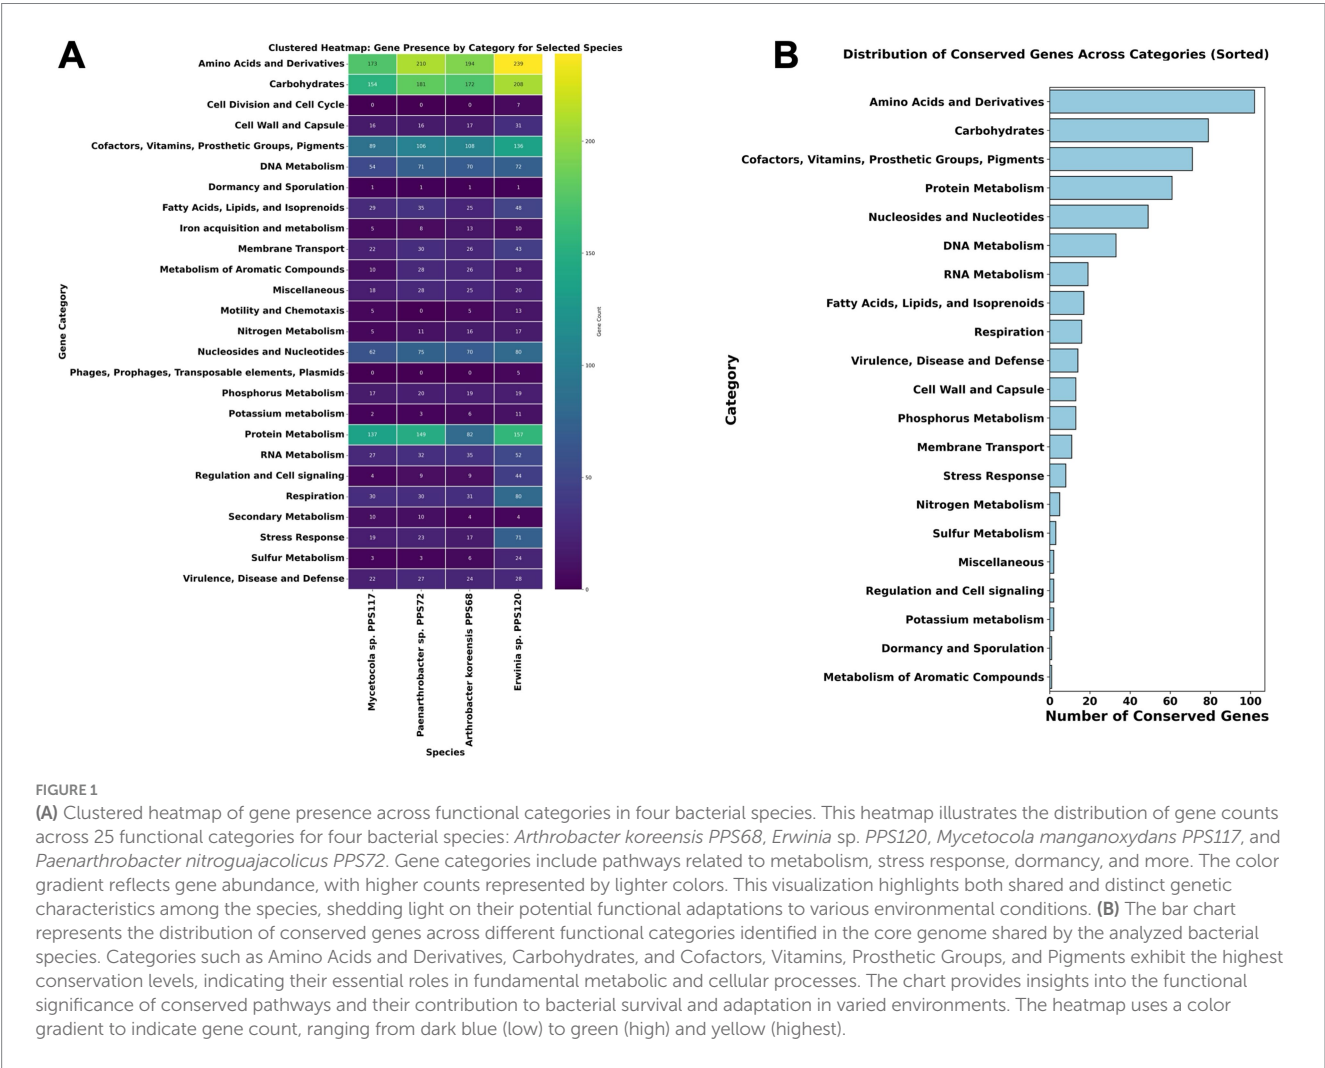 A
Clustered Heatmap: Gene Presence by Category for Selected Species
Amino Acids and Derivatives 173 210 194 239
Carbohydrates 154 181 172 208
Cell Division and Cell Cycle 0 0 0 7
Cell Wall and Capsule 16 16 17 31
Cofactors, Vitamins, Prosthetic Groups, Pigments 89 106 108 136
DNA Metabolism 54 71 70 72
Dormancy and Sporulation 1 1 1 1
Fatty Acids, Lipids, and Isoprenoids 29 35 25 48
Iron acquisition and metabolism 5 8 13 10
Membrane Transport 22 30 26 43
Metabolism of Aromatic Compounds 10 28 26 18
Miscellaneous 18 28 25 20
Motility and Chemotaxis 5 0 5 13
Nitrogen Metabolism 5 11 16 17
Nucleosides and Nucleotides 62 75 70 80
Phages, Prophages, Transposable elements, Plasmids 0 0 0 5
Phosphorus Metabolism 17 20 19 19
Potassium metabolism 2 3 6 11
Protein Metabolism 137 149 82 157
RNA Metabolism 27 32 35 52
Regulation and Cell signaling 4 9 9 44
Respiration 30 30 31 80
Secondary Metabolism 10 10 4 4
Stress Response 19 23 17 71
Sulfur Metabolism 3 3 6 24
Virulence, Disease and Defense 22 27 24 28
Gene Category
Mycetocola sp. PPS117
Paenarthrobacter sp. PPS72
Arthrobacter koreensis PPS68
Erwinia sp. PPS120
Species
200
150
100
50
0
Gene Count
B
Distribution of Conserved Genes Across Categories (Sorted)
Amino Acids and Derivatives
Carbohydrates
Cofactors, Vitamins, Prosthetic Groups, Pigments
Protein Metabolism
Nucleosides and Nucleotides
DNA Metabolism
RNA Metabolism
Fatty Acids, Lipids, and Isoprenoids
Respiration
Virulence, Disease and Defense
Cell Wall and Capsule
Phosphorus Metabolism
Membrane Transport
Stress Response
Nitrogen Metabolism
Sulfur Metabolism
Miscellaneous
Regulation and Cell signaling
Potassium metabolism
Dormancy and Sporulation
Metabolism of Aromatic Compounds
Category
0 20 40 60 80 100
Number of Conserved Genes
FIGURE 1
(A) Clustered heatmap of gene presence across functional categories in four bacterial species. This heatmap illustrates the distribution of gene counts
across 25 functional categories for four bacterial species: Arthrobacter koreensis PPS68, Erwinia sp. PPS120, Mycetocola manganoxydans PPS117, and
Paenarthrobacter nitroguajacolicus PPS72. Gene categories include pathways related to metabolism, stress response, dormancy, and more. The color
gradient reflects gene abundance, with higher counts represented by lighter colors. This visualization highlights both shared and distinct genetic
characteristics among the species, shedding light on their potential functional adaptations to various environmental conditions. (B) The bar chart
represents the distribution of conserved genes across different functional categories identified in the core genome shared by the analyzed bacterial
species. Categories such as Amino Acids and Derivatives, Carbohydrates, and Cofactors, Vitamins, Prosthetic Groups, and Pigments exhibit the highest
conservation levels, indicating their essential roles in fundamental metabolic and cellular processes. The chart provides insights into the functional
significance of conserved pathways and their contribution to bacterial survival and adaptation in varied environments. The heatmap uses a color
gradient to indicate gene count, ranging from dark blue (low) to green (high) and yellow (highest).